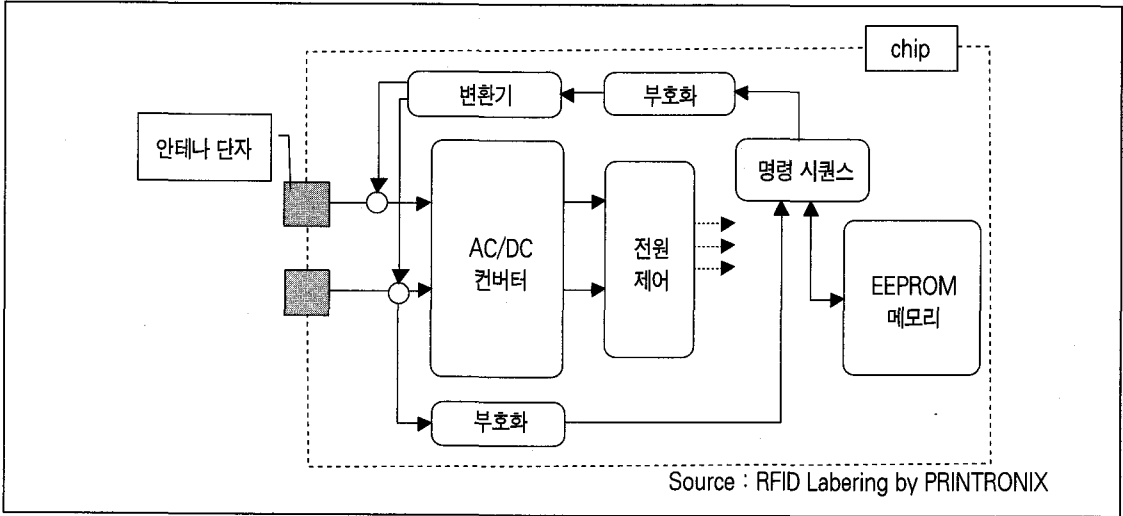 chip
변환기
부호화
안테나 단자
명령 시퀀스
AC/DC
컨버터
전원
제어
EEPROM
메모리
부호화
Source : RFID Labering by PRINTRONIX